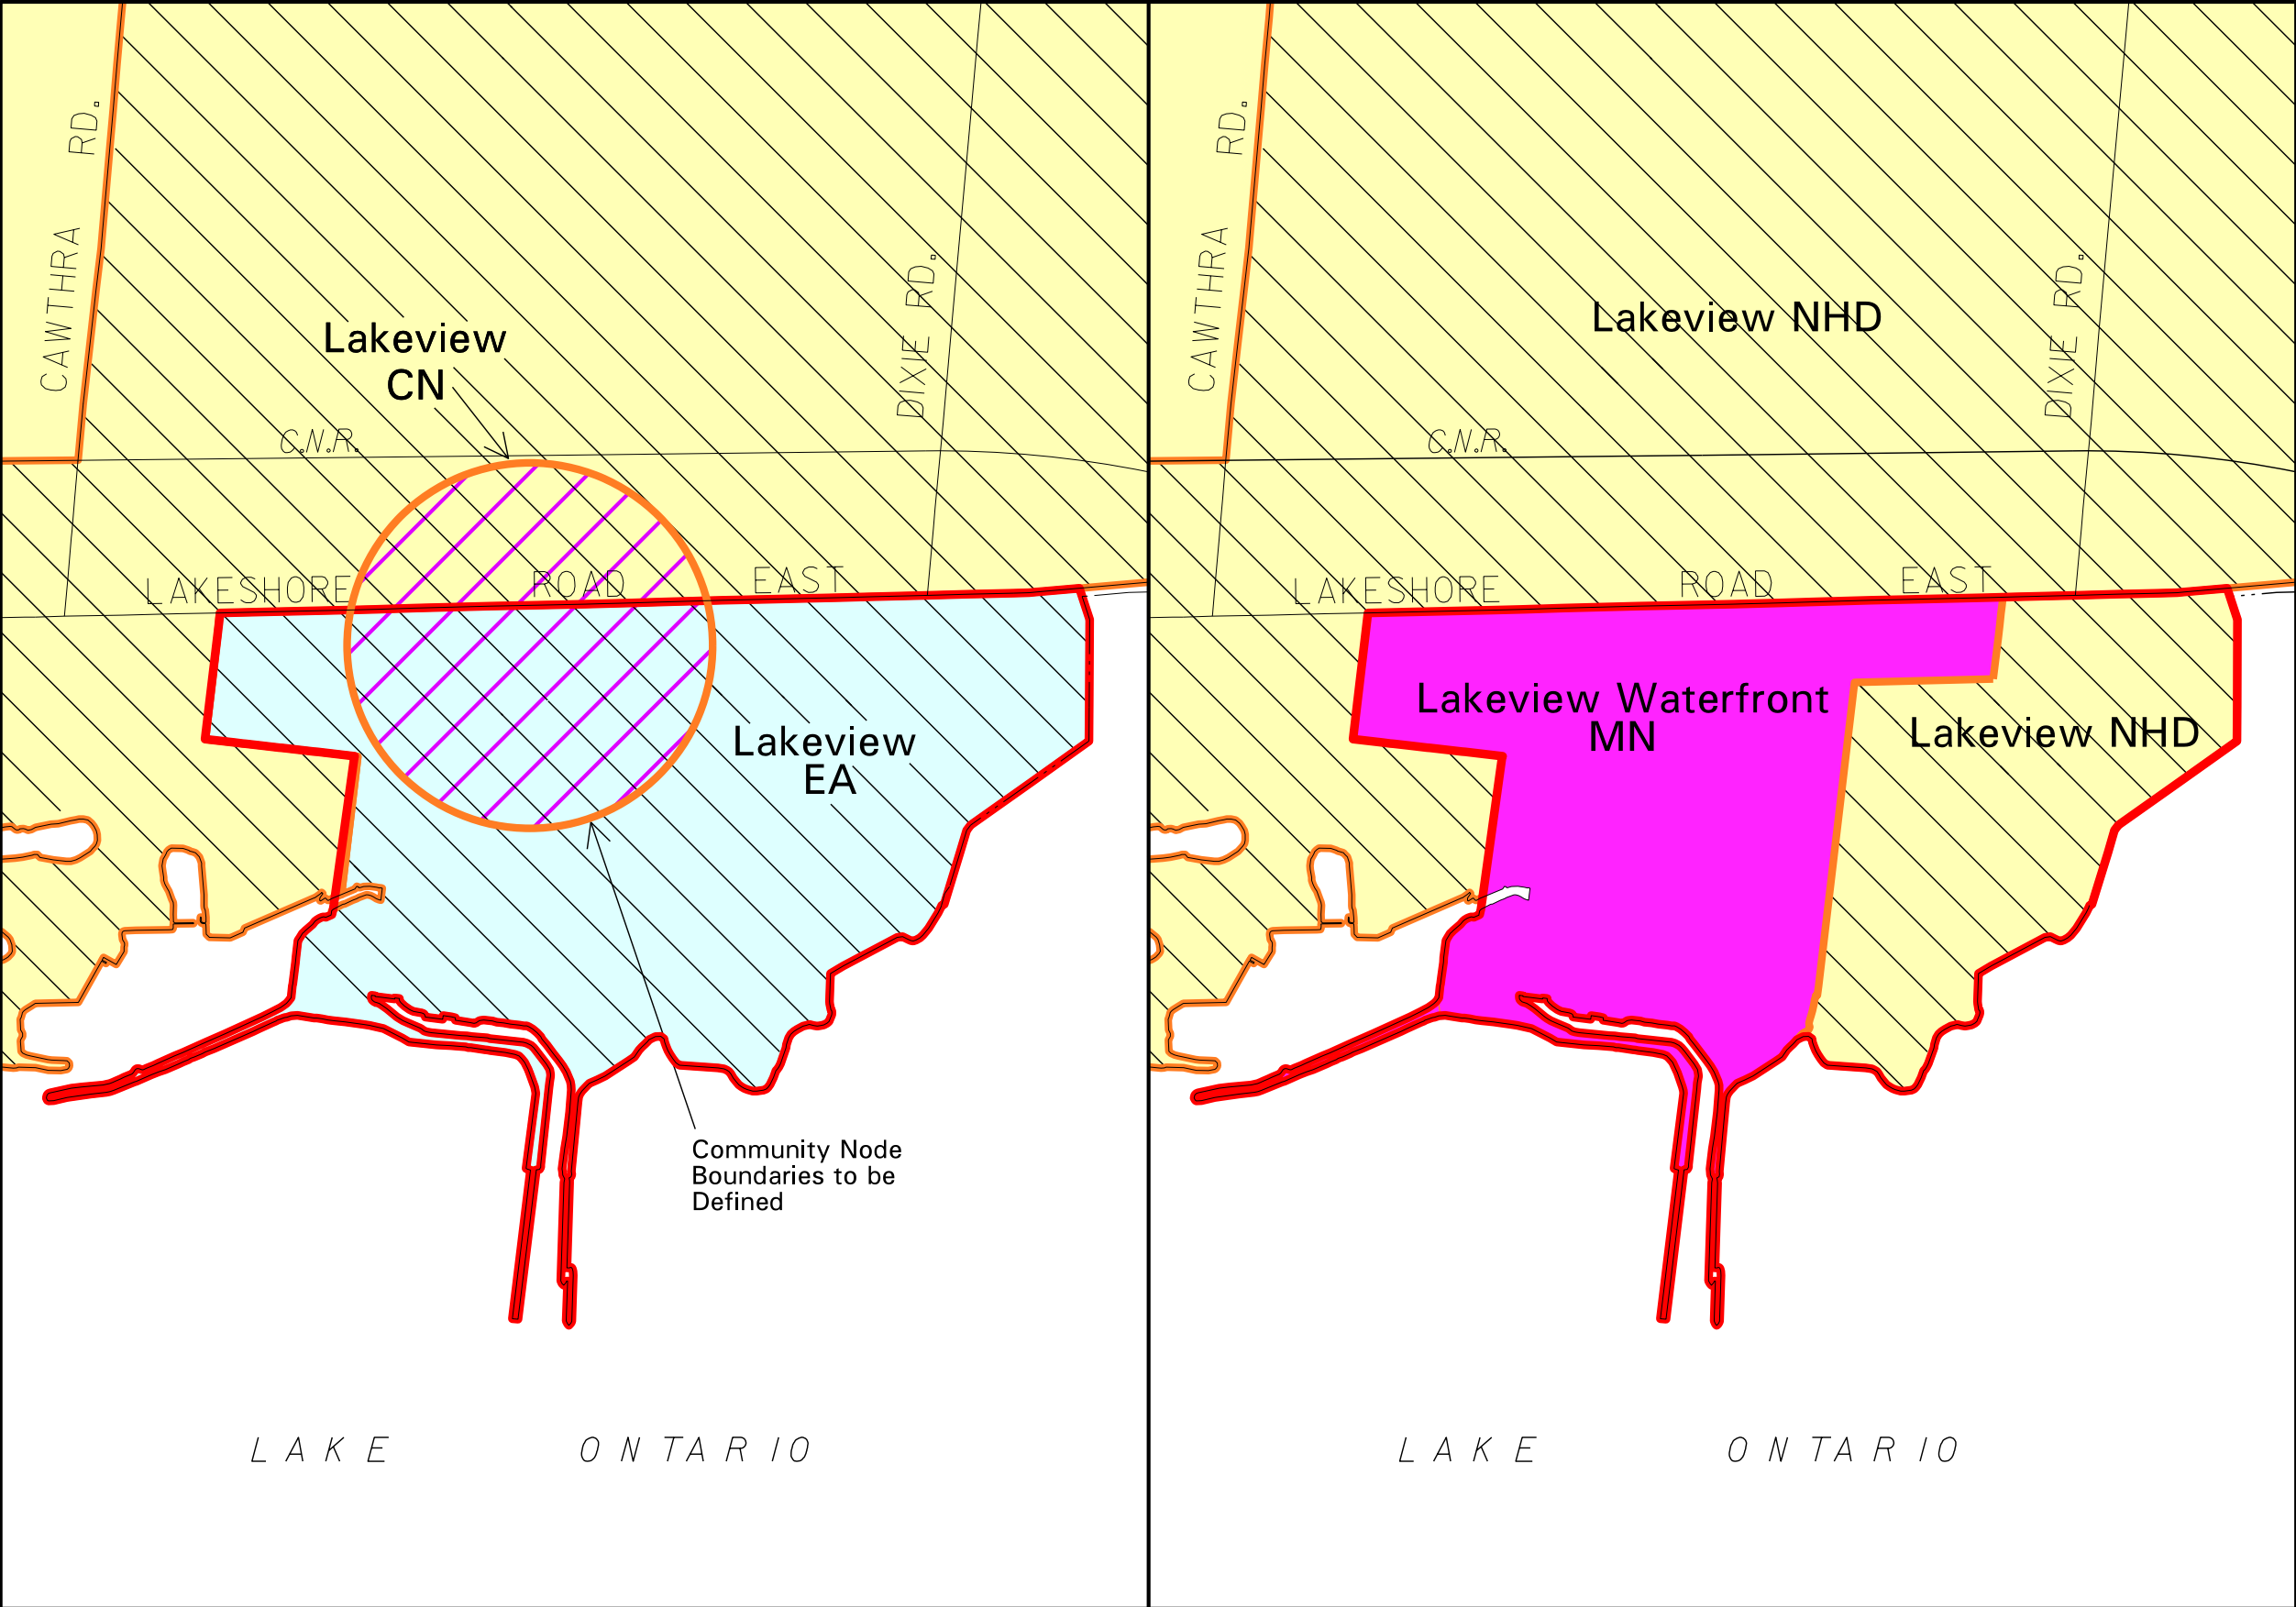 CAWTHRA RD.
DIXIE RD.
Lakeview
CN
C.N.R.
LAKESHORE ROAD EAST
Lakeview
EA
Community Node
Boundaries to be
Defined
LAKE ONTARIO
CAWTHRA RD.
DIXIE RD.
Lakeview NHD
C.N.R.
LAKESHORE ROAD EAST
Lakeview Waterfront
MN
Lakeview NHD
LAKE ONTARIO